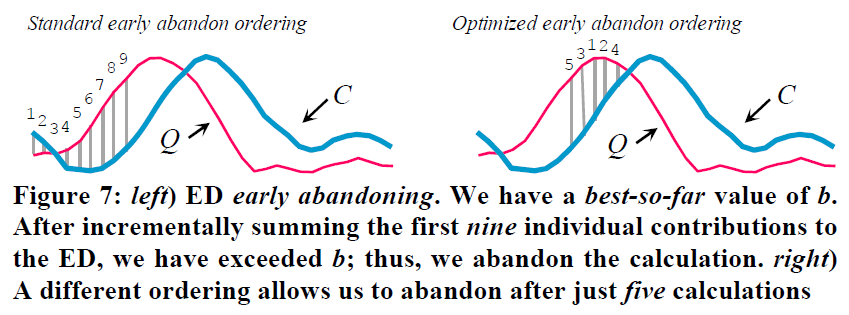 Standard early abandon ordering
Optimized early abandon ordering
1 2 3 4 5 6 7 8 9
Q
C
5 3 1 2 4
Q
C
Figure 7: left) ED early abandoning. We have a best-so-far value of b.
After incrementally summing the first nine individual contributions to
the ED, we have exceeded b; thus, we abandon the calculation. right)
A different ordering allows us to abandon after just five calculations